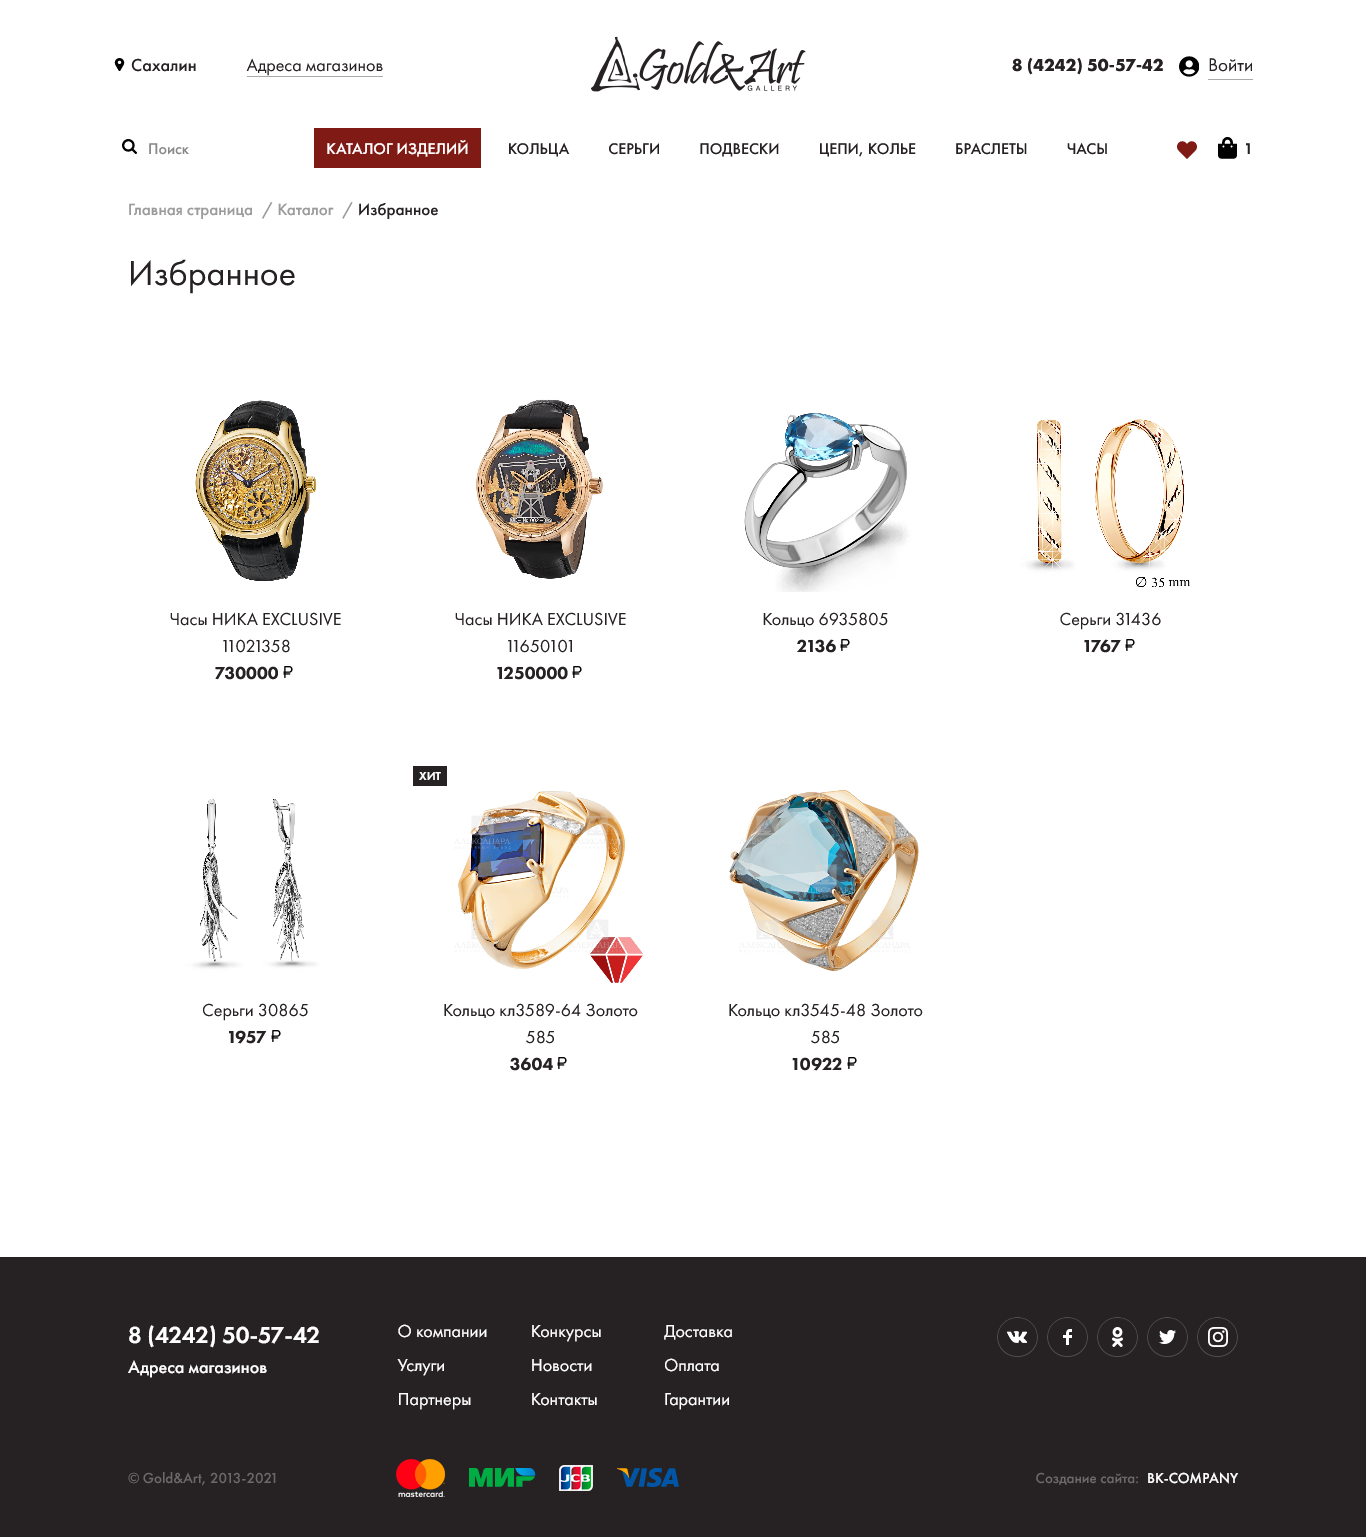 Сахалин
Адреса магазинов
Gold&Art
GALLERY
8 (4242) 50-57-42
Войти
Поиск
КАТАЛОГ ИЗДЕЛИЙ
КОЛЬЦА
СЕРЬГИ
ПОДВЕСКИ
ЦЕПИ, КОЛЬЕ
БРАСЛЕТЫ
ЧАСЫ
1
Главная страница / Каталог / Избранное
Избранное
∅ 35 mm
Часы НИКА EXCLUSIVE
11021358
730000 ₽
Часы НИКА EXCLUSIVE
11650101
1250000 ₽
Кольцо 6935805
2136 ₽
Серьги 31436
1767 ₽
ХИТ
Серьги 30865
1957 ₽
Кольцо кл3589-64 Золото
585
3604 ₽
Кольцо кл3545-48 Золото
585
10922 ₽
8 (4242) 50-57-42
Адреса магазинов
О компании
Услуги
Партнеры
Конкурсы
Новости
Контакты
Доставка
Оплата
Гарантии
© Gold&Art, 2013-2021
mastercard.
МИР
JCB
VISA
Создание сайта: BK-COMPANY